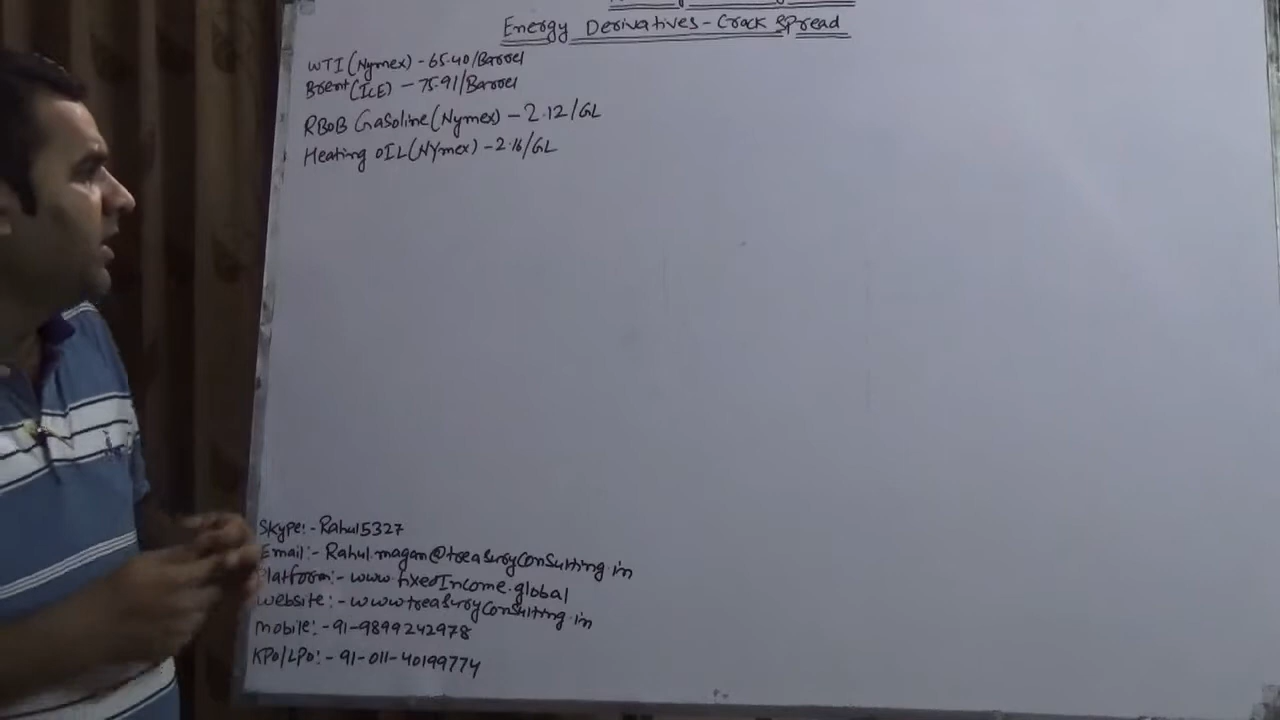 Energy Derivatives - Crack Spread
WTI (Nymex) - 65.40/Barrel
Brent (ICE) - 75.91/Barrel
RBOB Gasoline (Nymex) - 2.12/GL
Heating OIL (NYmex) - 2.16/GL
Skype:- Rahul5327
Email:- Rahul.magan@treasuryconsulting.in
Platform:- www.fixedIncome.global
Website:- www.treasuryconsulting.in
Mobile:- 91-9899242978
KPO/LPO:- 91-011-40199774